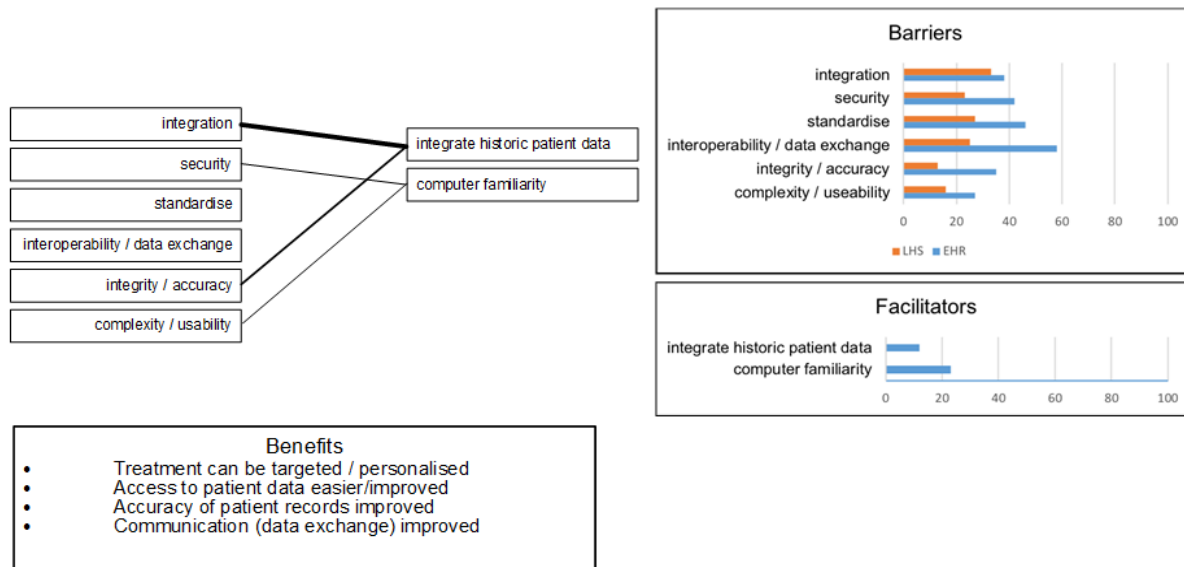 integration
security
standardise
interoperability / data exchange
integrity / accuracy
complexity / usability
integrate historic patient data
computer familiarity
Barriers
integration
security
standardise
interoperability / data exchange
integrity / accuracy
complexity / useability
0 20 40 60 80 100
LHS EHR
Facilitators
integrate historic patient data
computer familiarity
0 20 40 60 80 100
Benefits
• Treatment can be targeted / personalised
• Access to patient data easier/improved
• Accuracy of patient records improved
• Communication (data exchange) improved